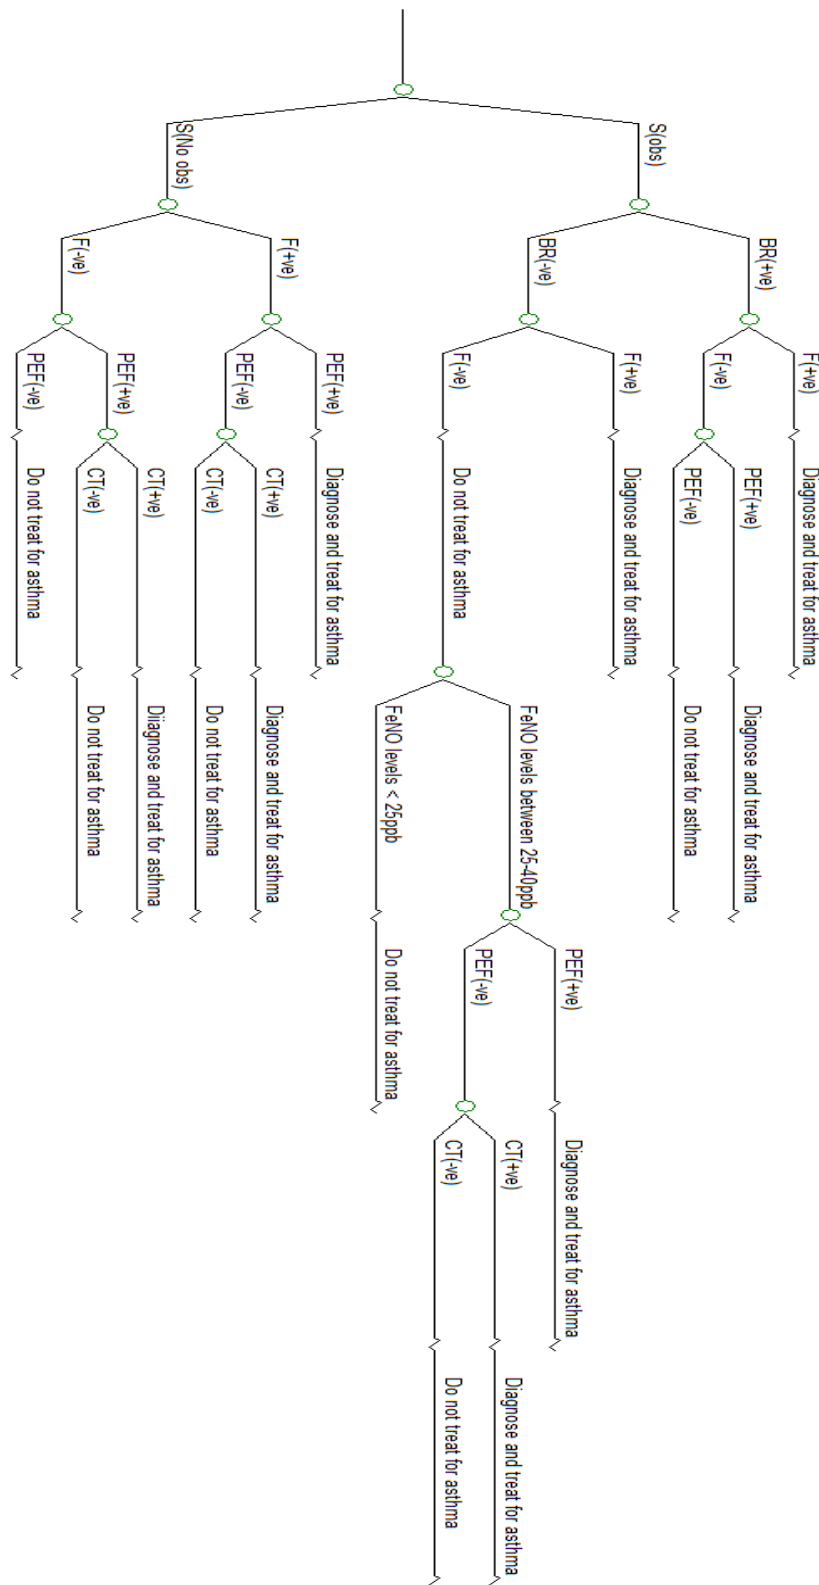 F(+ve) Diagnose and treat for asthma
BR(+ve)
PEF(+ve) Diagnose and treat for asthma
F(-ve)
PEF(-ve) Do not treat for asthma
S(obs)
F(+ve) Diagnose and treat for asthma
PEF(+ve) Diagnose and treat for asthma
BR(-ve)
FeNO levels between 25-40ppb
CT(+ve) Diagnose and treat for asthma
PEF(-ve)
F(-ve) Do not treat for asthma
CT(-ve) Do not treat for asthma
FeNO levels < 25ppb Do not treat for asthma
PEF(+ve) Diagnose and treat for asthma
F(+ve)
CT(+ve) Diagnose and treat for asthma
PEF(-ve)
CT(-ve) Do not treat for asthma
S(No obs)
CT(+ve) Diiagnose and treat for asthma
PEF(+ve)
CT(-ve) Do not treat for asthma
F(-ve)
PEF(-ve) Do not treat for asthma